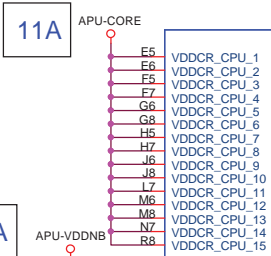 11A
APU-CORE
E5 VDDCR_CPU_1
E6 VDDCR_CPU_2
F5 VDDCR_CPU_3
F7 VDDCR_CPU_4
G6 VDDCR_CPU_5
G8 VDDCR_CPU_6
H5 VDDCR_CPU_7
H7 VDDCR_CPU_8
J6 VDDCR_CPU_9
J8 VDDCR_CPU_10
L7 VDDCR_CPU_11
M6 VDDCR_CPU_12
M8 VDDCR_CPU_13
N7 VDDCR_CPU_14
R8 VDDCR_CPU_15
A
APU-VDDNB